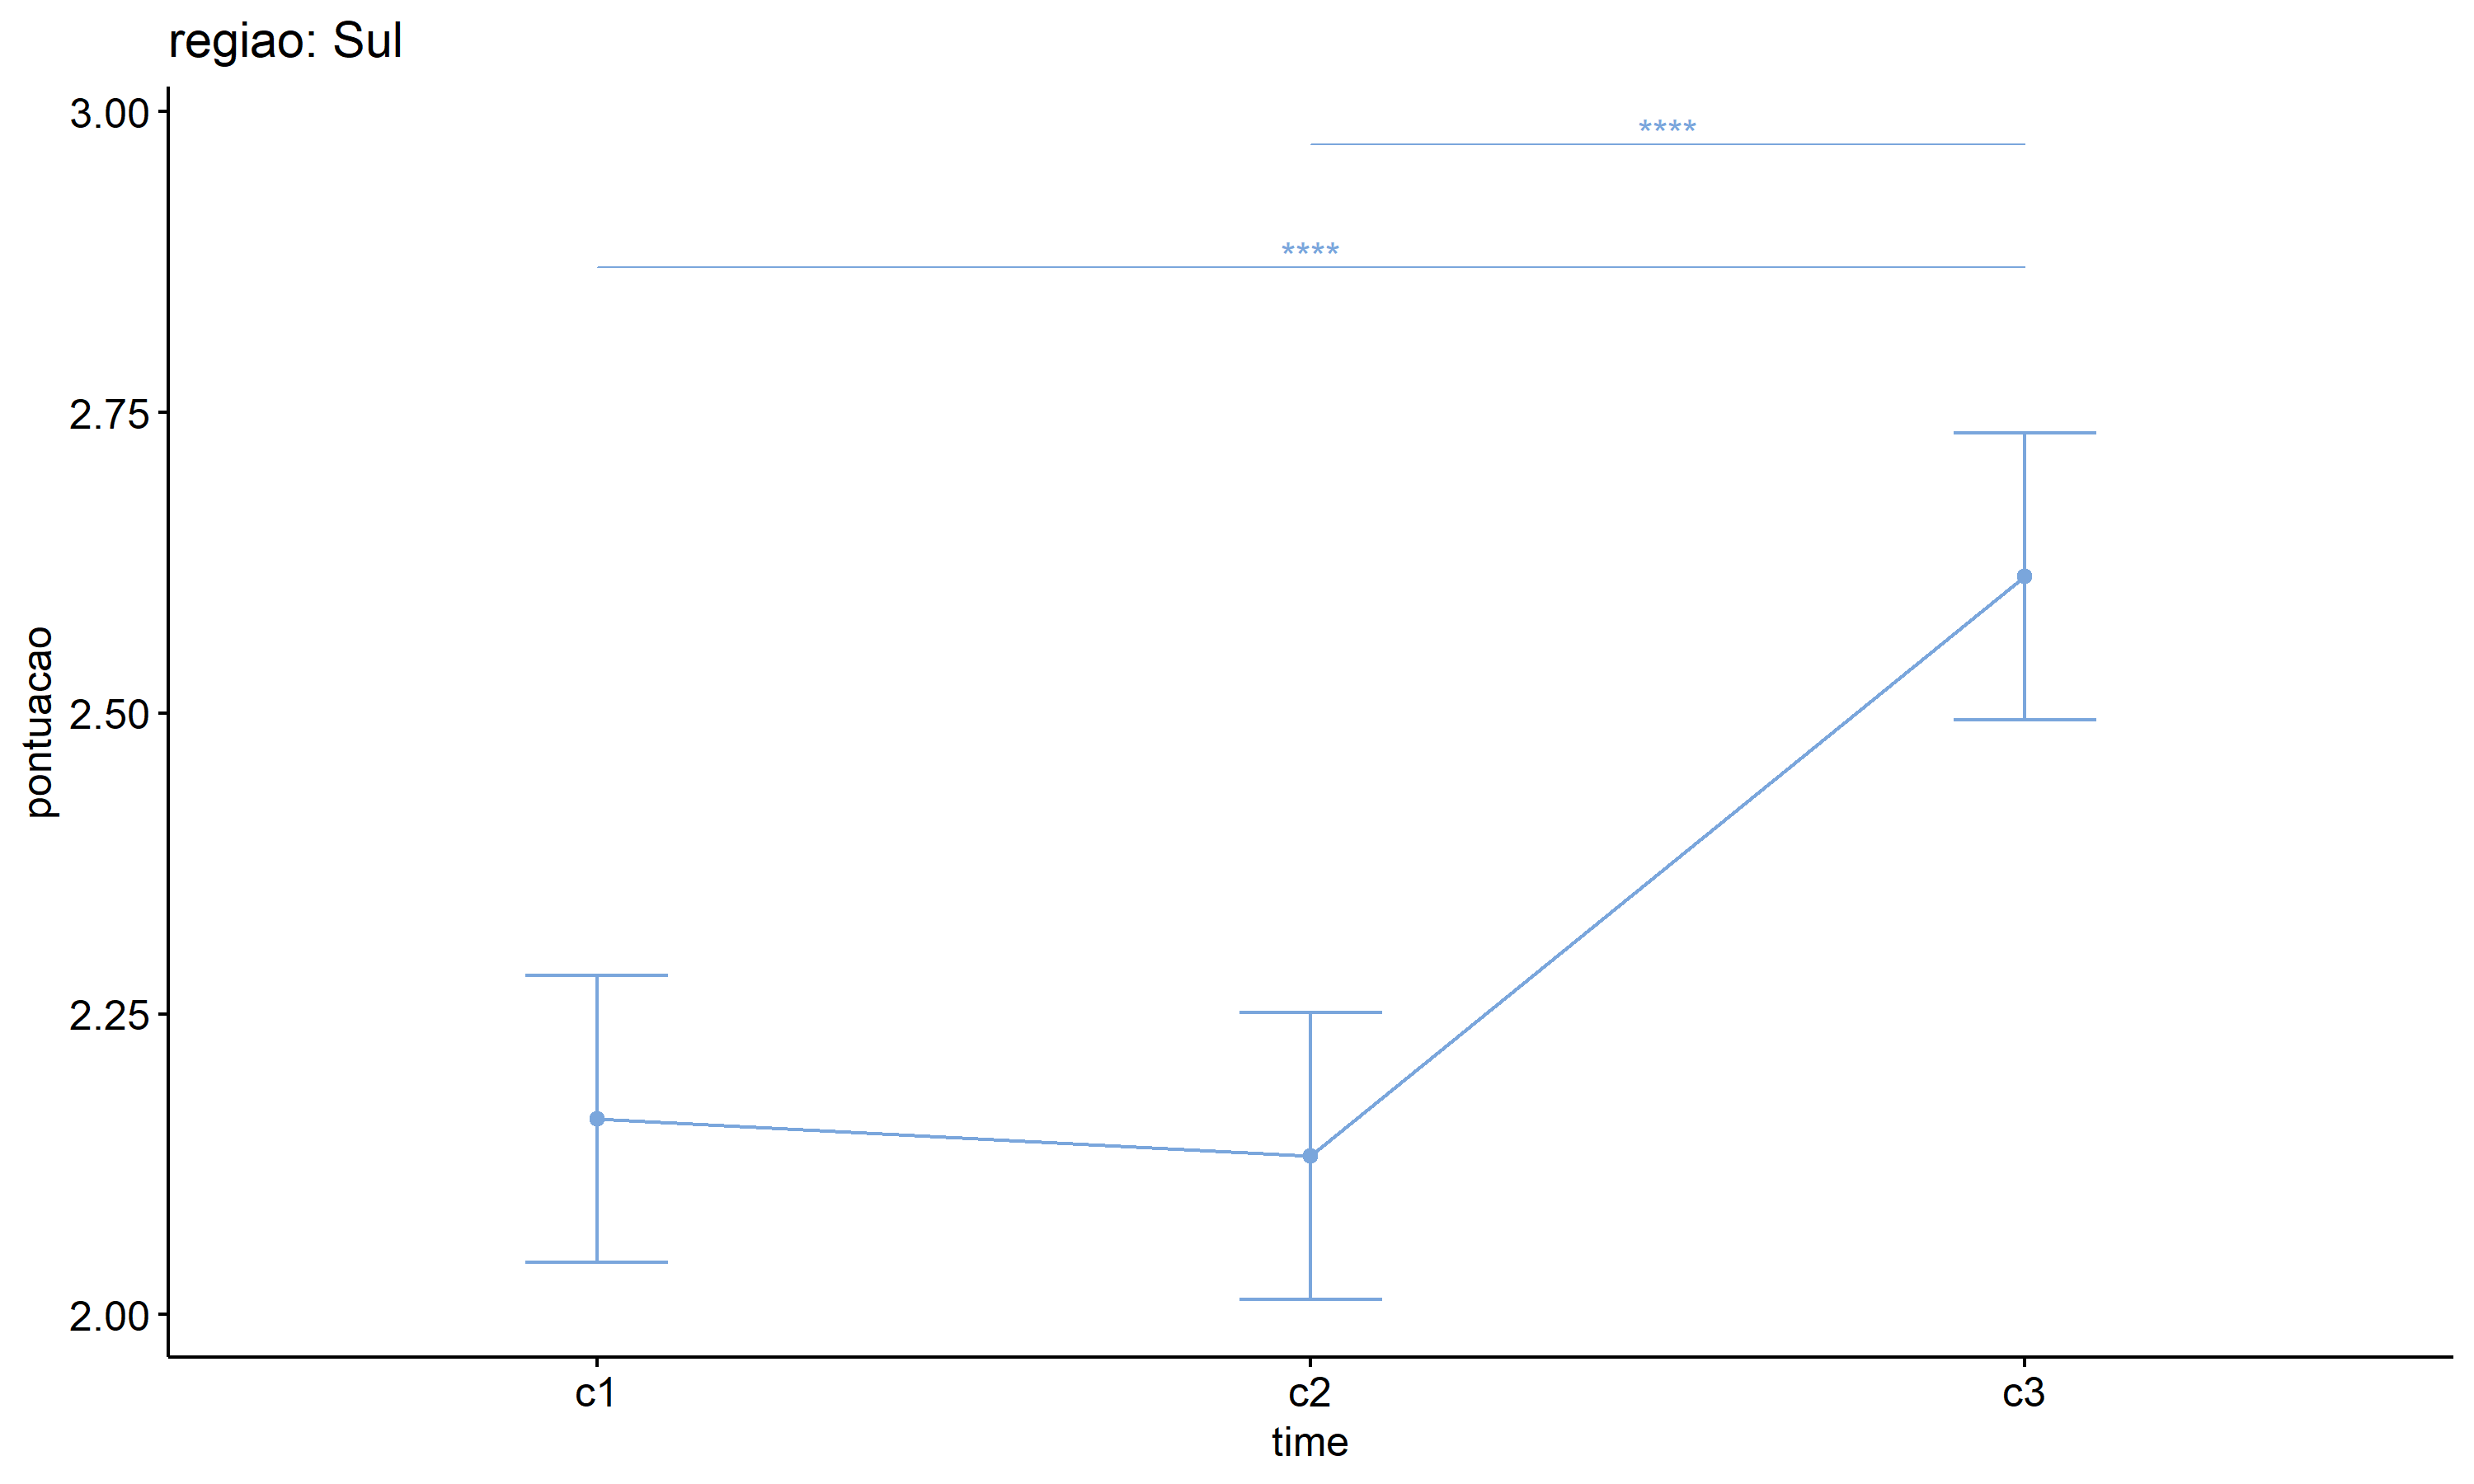 regiao: Sul
3.00
****
****
2.75
pontuacao
2.50
2.25
2.00
c1 c2 c3
time